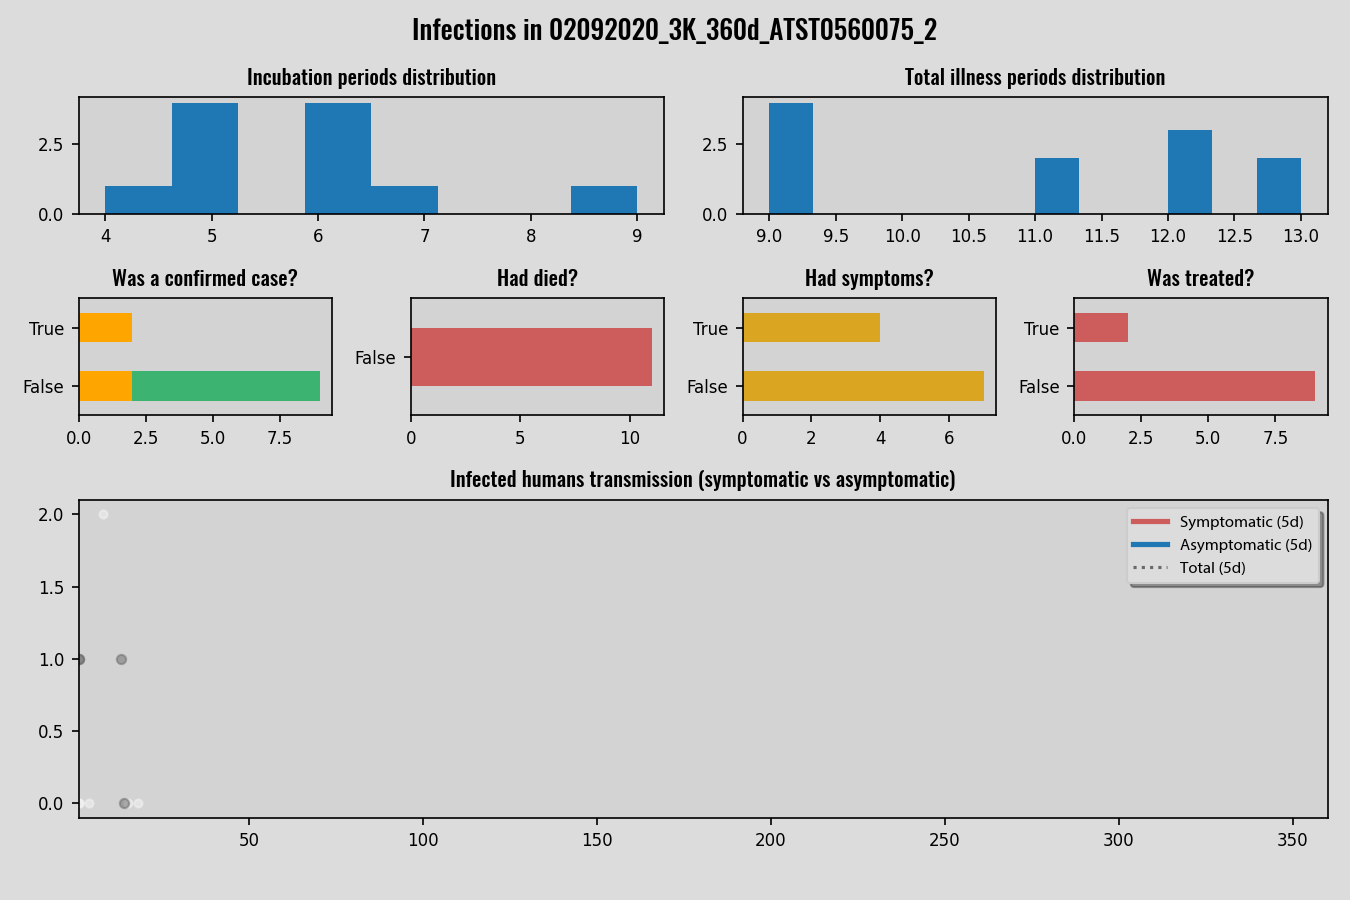 Infections in 02092020_3K_360d_ATST0560075_2
Incubation periods distribution
Total illness periods distribution
2.5
0.0
4 5 6 7 8 9
2.5
0.0
9.0 9.5 10.0 10.5 11.0 11.5 12.0 12.5 13.0
Was a confirmed case?
Had died?
Had symptoms?
Was treated?
True
False
0.0 2.5 5.0 7.5
False
0 5 10
True
False
0 2 4 6
True
False
0.0 2.5 5.0 7.5
Infected humans transmission (symptomatic vs asymptomatic)
2.0
1.5
1.0
0.5
0.0
Symptomatic (5d)
Asymptomatic (5d)
Total (5d)
50 100 150 200 250 300 350